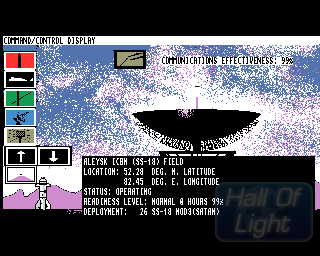 COMMAND/CONTROL DISPLAY
COMMUNICATIONS EFFECTIVENESS: 99%
ALEYSK ICBM (SS-18) FIELD
LOCATION: 52.28 DEG. N. LATITUDE
82.45 DEG. E. LONGITUDE
STATUS: OPERATING
READINESS LEVEL: NORMAL 0 HOURS 99%
DEPLOYMENT: 26 SS-18 MOD3(SATAN)
Hall Of
Light